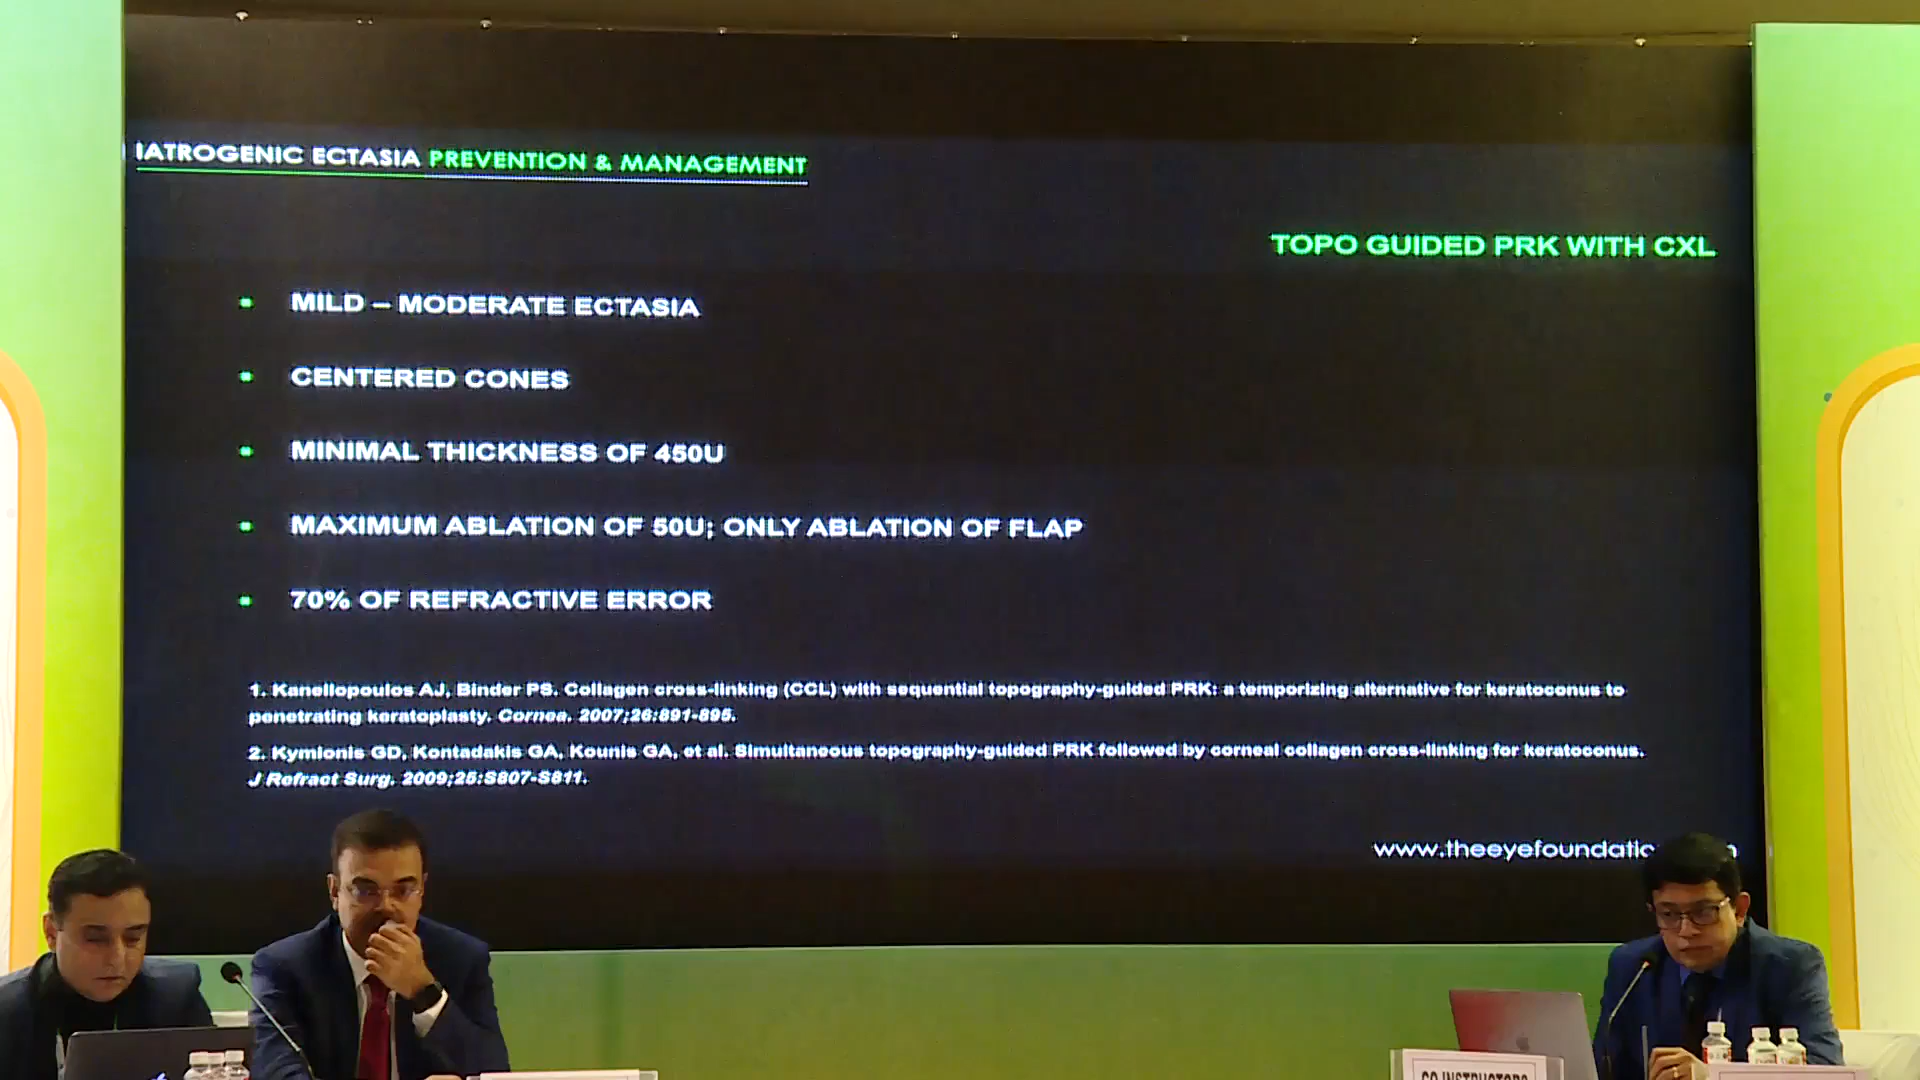 IATROGENIC ECTASIA PREVENTION & MANAGEMENT
TOPO GUIDED PRK WITH CXL
MILD – MODERATE ECTASIA
CENTERED CONES
MINIMAL THICKNESS OF 450U
MAXIMUM ABLATION OF 50U; ONLY ABLATION OF FLAP
70% OF REFRACTIVE ERROR
1. Kanellopoulos AJ, Binder PS. Collagen cross-linking (CCL) with sequential topography-guided PRK: a temporizing alternative for keratoconus to
penetrating keratoplasty. Cornea. 2007;26:891-895.
2. Kymionis GD, Kontadakis GA, Kounis GA, et al. Simultaneous topography-guided PRK followed by corneal collagen cross-linking for keratoconus.
J Refract Surg. 2009;25:S807-S811.
www.theeyefoundatio
CO INSTRUCTORS